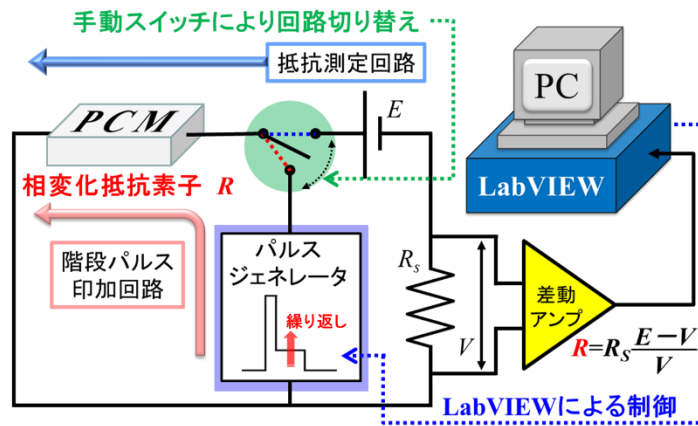 手動スイッチにより回路切り替え
抵抗測定回路
PCM
E
PC
LabVIEW
相変化抵抗素子 R
階段パルス
印加回路
パルス
ジェネレータ
繰り返し
Rs
V
差動
アンプ
R=RS E−V
V
LabVIEWによる制御